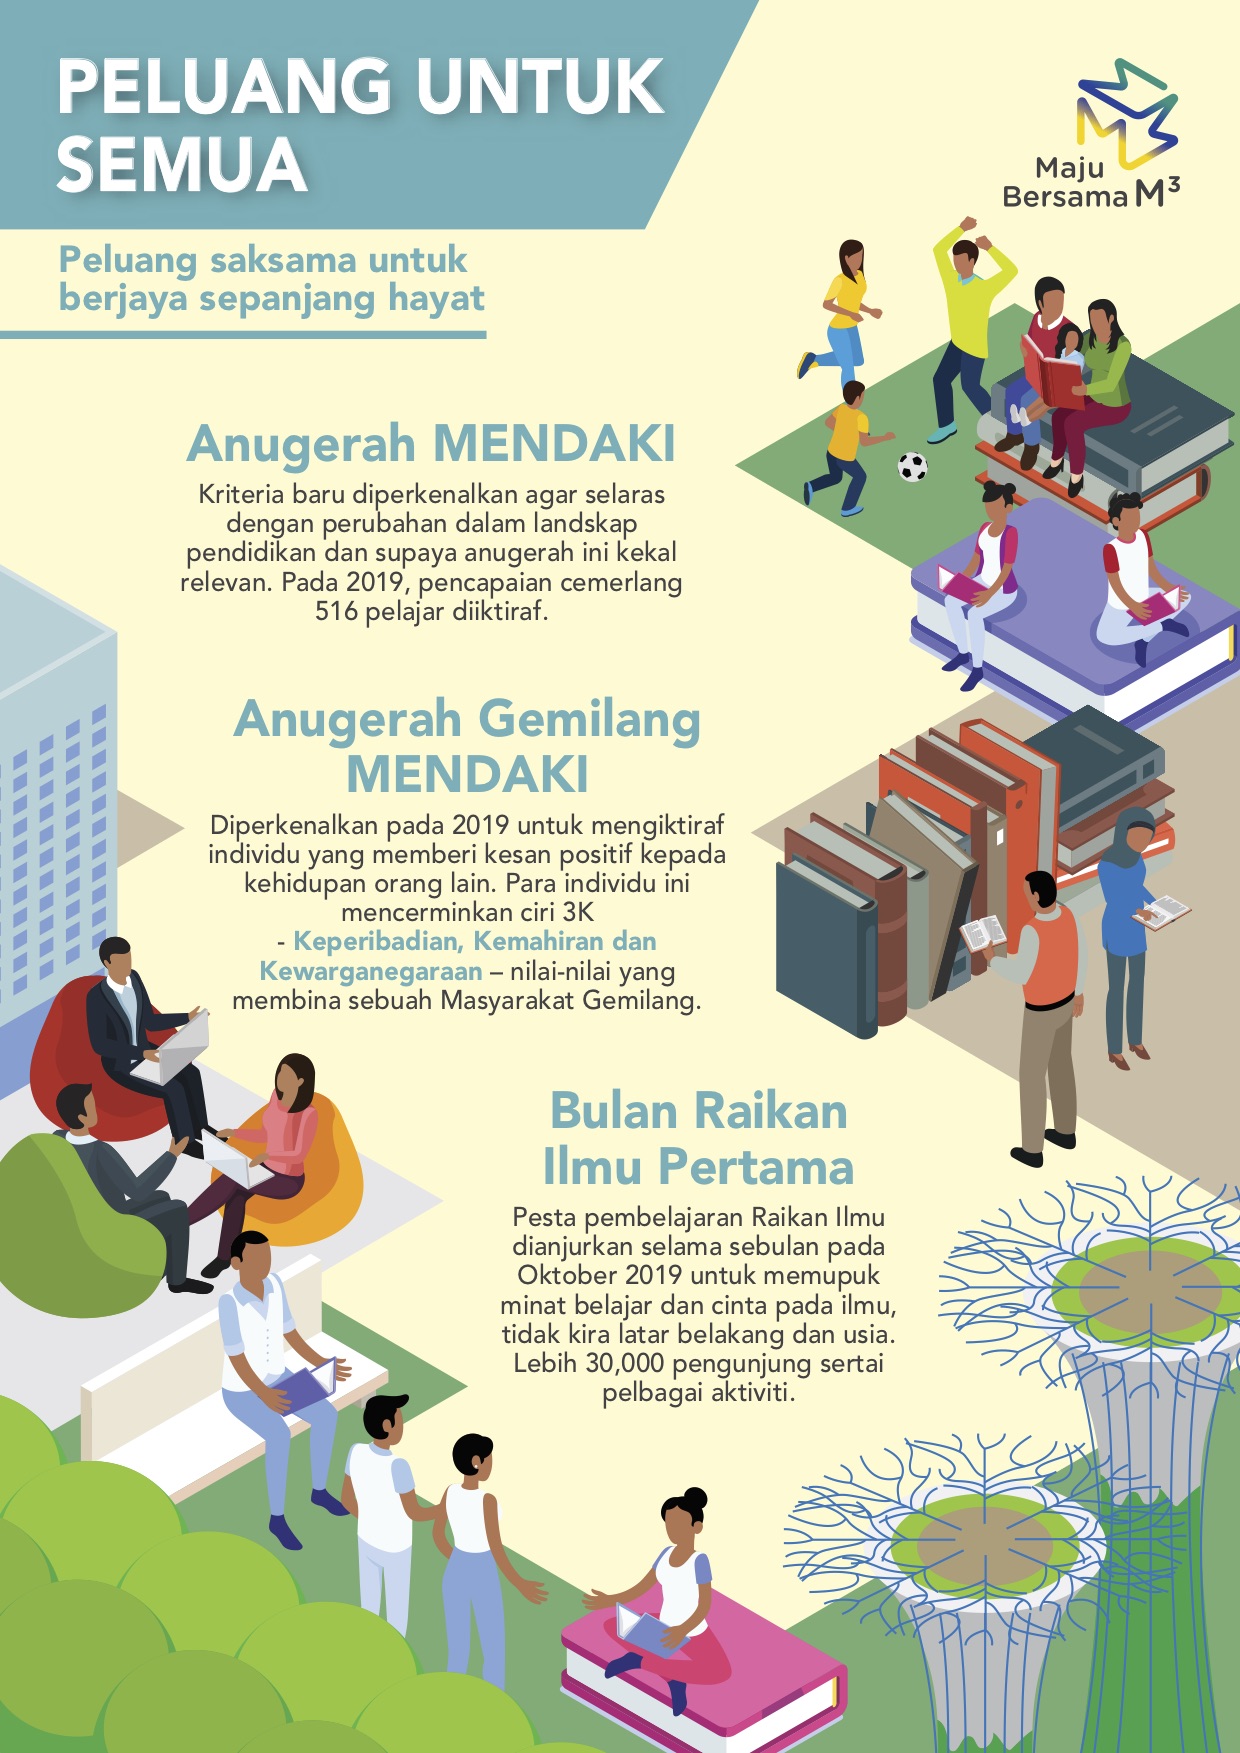 PELUANG UNTUK
SEMUA
Maju
Bersama M³
Peluang saksama untuk
berjaya sepanjang hayat
Anugerah MENDAKI
Kriteria baru diperkenalkan agar selaras
dengan perubahan dalam landskap
pendidikan dan supaya anugerah ini kekal
relevan. Pada 2019, pencapaian cemerlang
516 pelajar diiktiraf.
Anugerah Gemilang
MENDAKI
Diperkenalkan pada 2019 untuk mengiktiraf
individu yang memberi kesan positif kepada
kehidupan orang lain. Para individu ini
mencerminkan ciri 3K
- Keperibadian, Kemahiran dan
Kewarganegaraan – nilai-nilai yang
membina sebuah Masyarakat Gemilang.
Bulan Raikan
Ilmu Pertama
Pesta pembelajaran Raikan Ilmu
dianjurkan selama sebulan pada
Oktober 2019 untuk memupuk
minat belajar dan cinta pada ilmu,
tidak kira latar belakang dan usia.
Lebih 30,000 pengunjung sertai
pelbagai aktiviti.